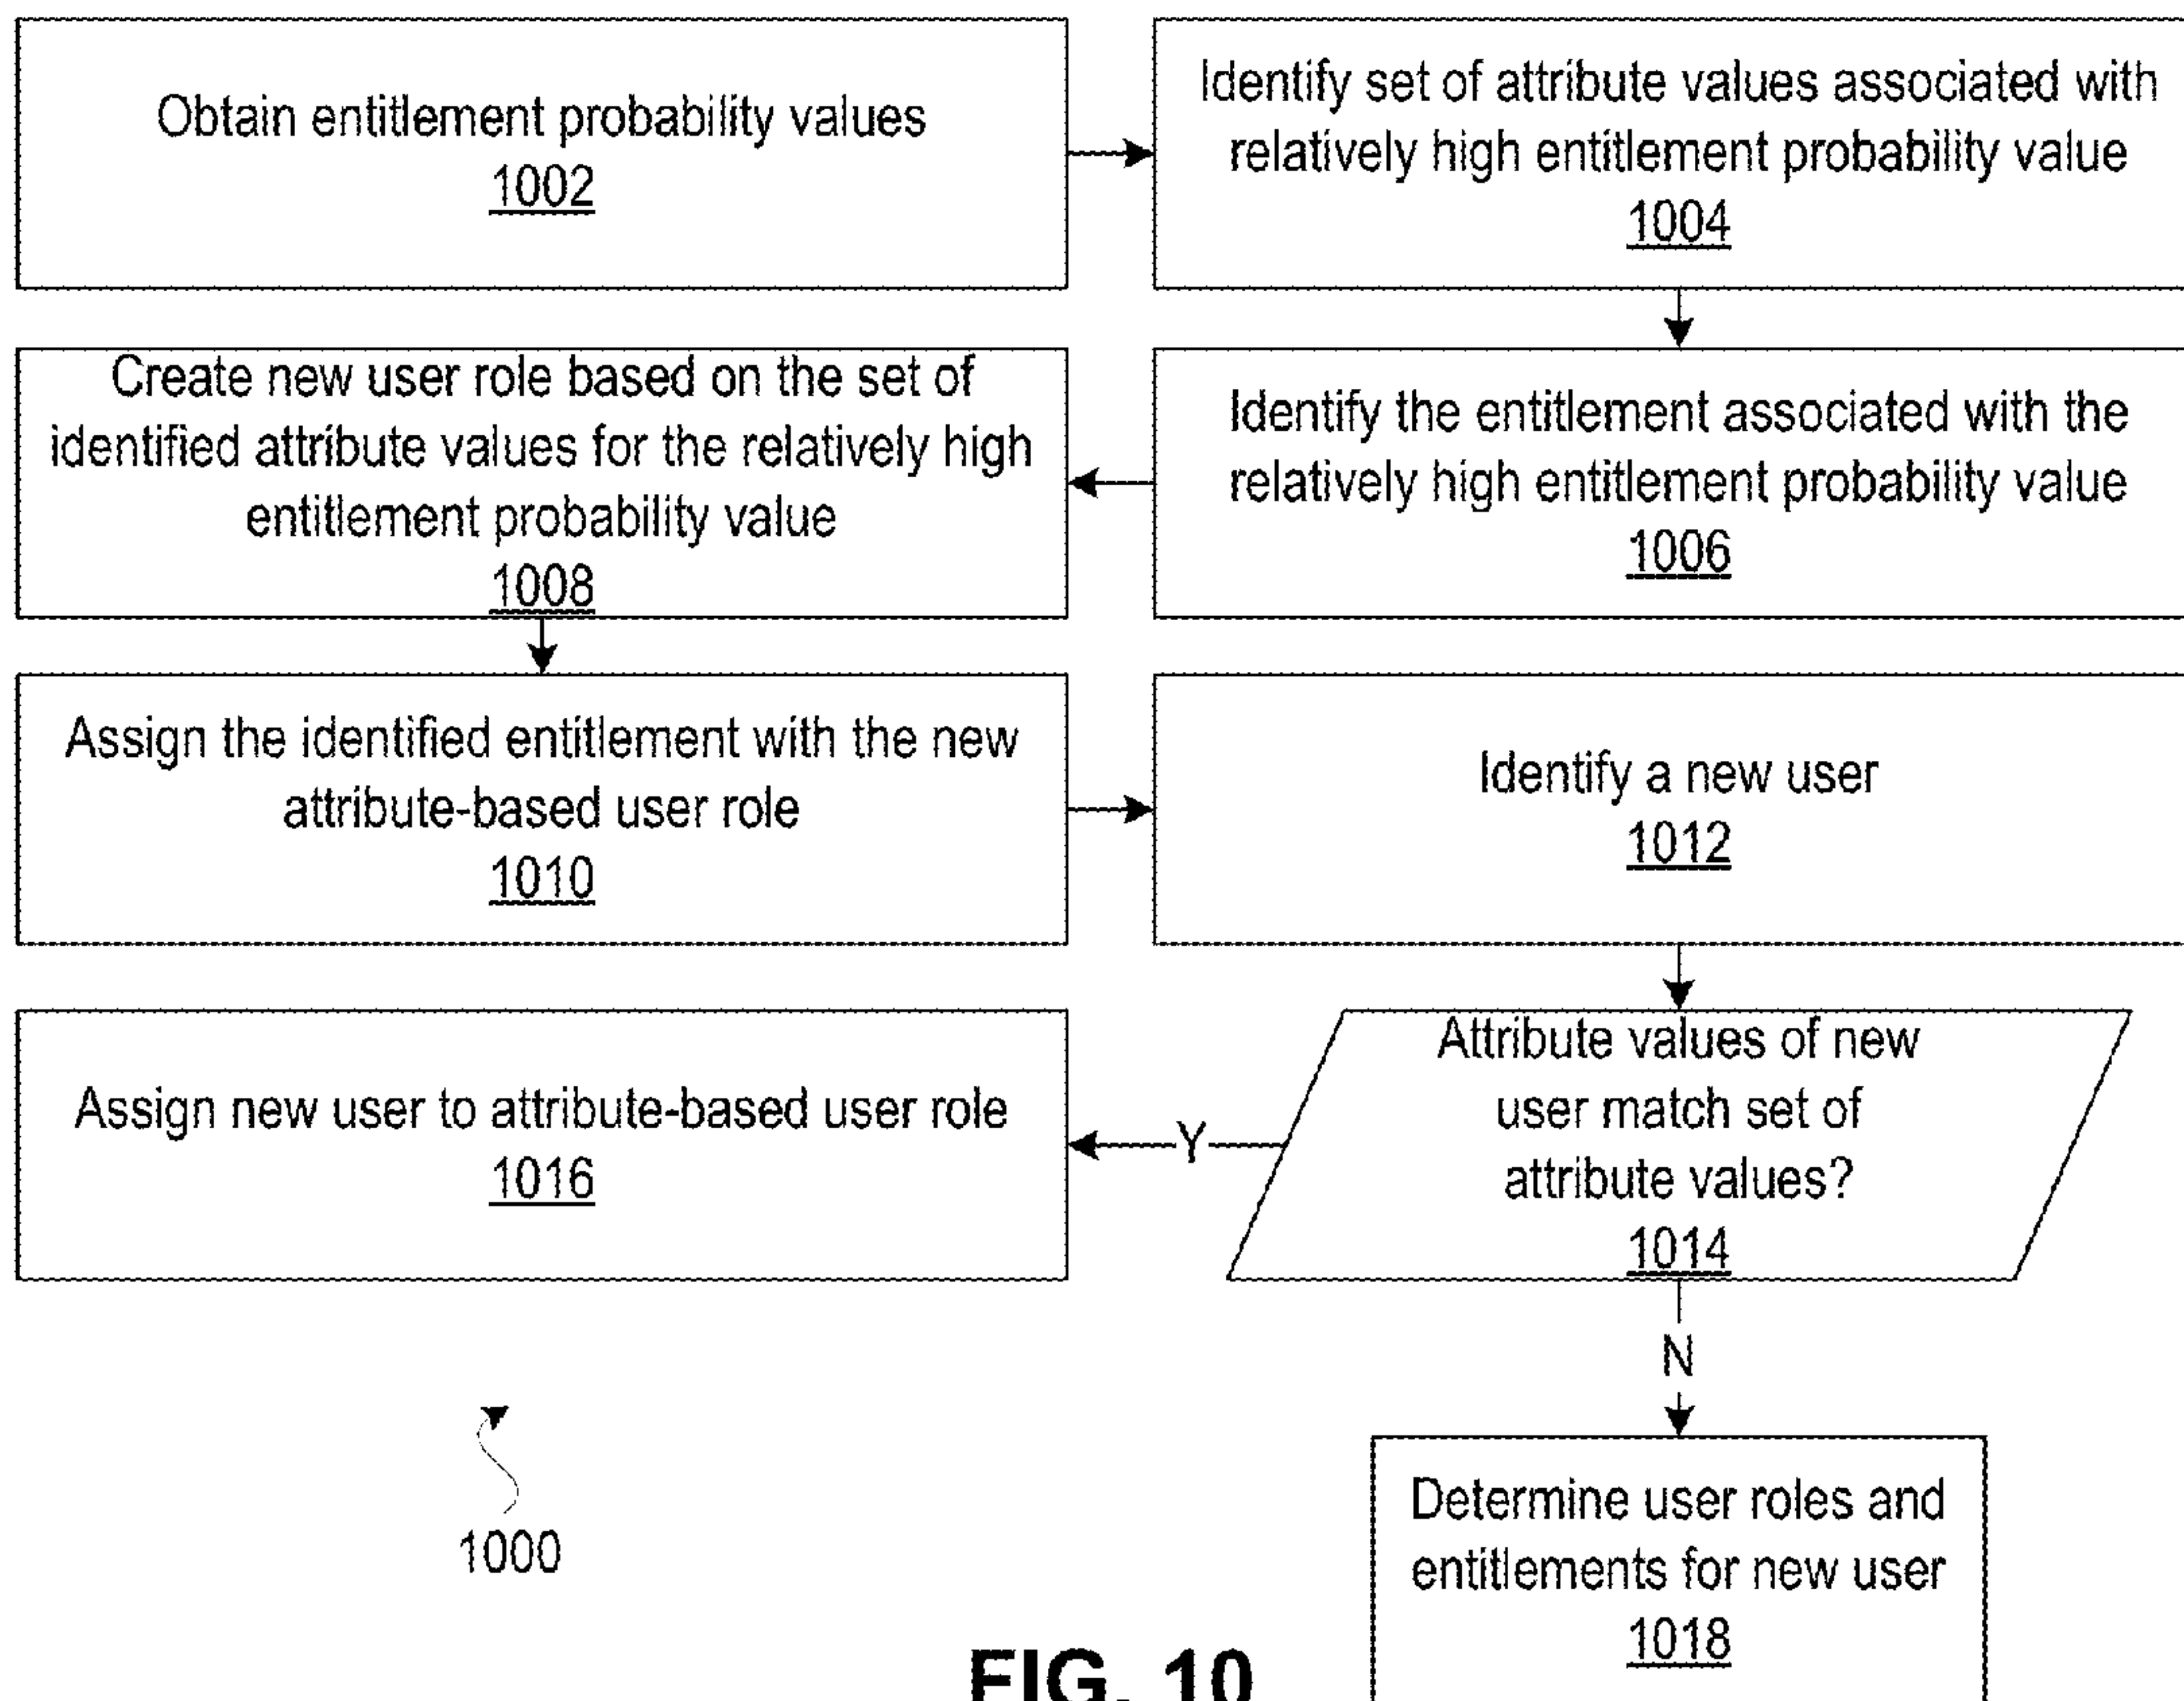 Obtain entitlement probability values
1002
Identify set of attribute values associated with
relatively high entitlement probability value
1004
Identify the entitlement associated with the
relatively high entitlement probability value
1006
Create new user role based on the set of
identified attribute values for the relatively high
entitlement probability value
1008
Assign the identified entitlement with the new
attribute-based user role
1010
Identify a new user
1012
Attribute values of new
user match set of
attribute values?
1014
Y
Assign new user to attribute-based user role
1016
N
Determine user roles and
entitlements for new user
1018
1000
FIG. 10